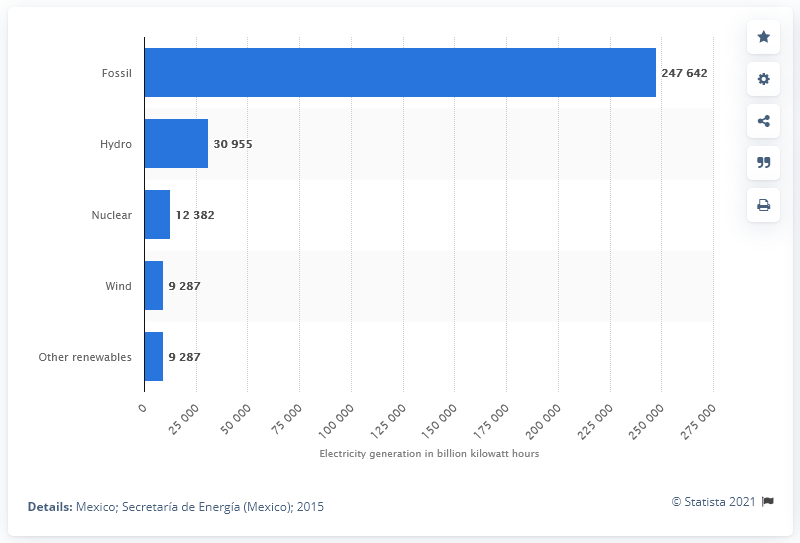 Fossil 247 642
Hydro 30 955
Nuclear 12 382
Wind 9 287
Other renewables 9 287
0 25 000 50 000 75 000 100 000 125 000 150 000 175 000 200 000 225 000 250 000 275 000
Electricity generation in billion kilowatt hours
Details: Mexico; Secretaría de Energía (Mexico); 2015
© Statista 2021